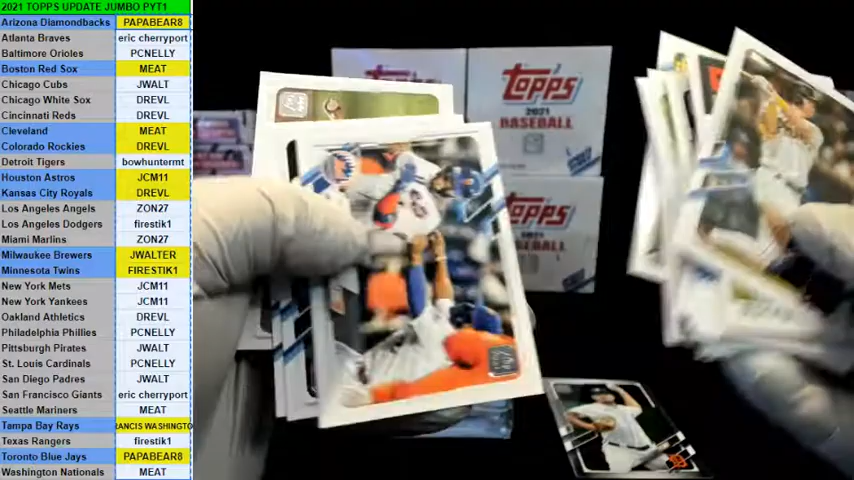 2021 TOPPS UPDATE JUMBO PYT1
Arizona Diamondbacks PAPABEAR8
Atlanta Braves eric cherryport
Baltimore Orioles PCNELLY
Boston Red Sox MEAT
Chicago Cubs JWALT
Chicago White Sox DREVL
Cincinnati Reds DREVL
Cleveland MEAT
Colorado Rockies DREVL
Detroit Tigers bowhuntermt
Houston Astros JCM11
Kansas City Royals DREVL
Los Angeles Angels ZON27
Los Angeles Dodgers firestik1
Miami Marlins ZON27
Milwaukee Brewers JWALTER
Minnesota Twins FIRESTIK1
New York Mets JCM11
New York Yankees JCM11
Oakland Athletics DREVL
Philadelphia Phillies PCNELLY
Pittsburgh Pirates JWALT
St. Louis Cardinals PCNELLY
San Diego Padres JWALT
San Francisco Giants eric cherryport
Seattle Mariners MEAT
Tampa Bay Rays RANCIS WASHINGTO
Texas Rangers firestik1
Toronto Blue Jays PAPABEAR8
Washington Nationals MEAT
Topps
2021
BASEBALL
Topps
2021
BASEBALL